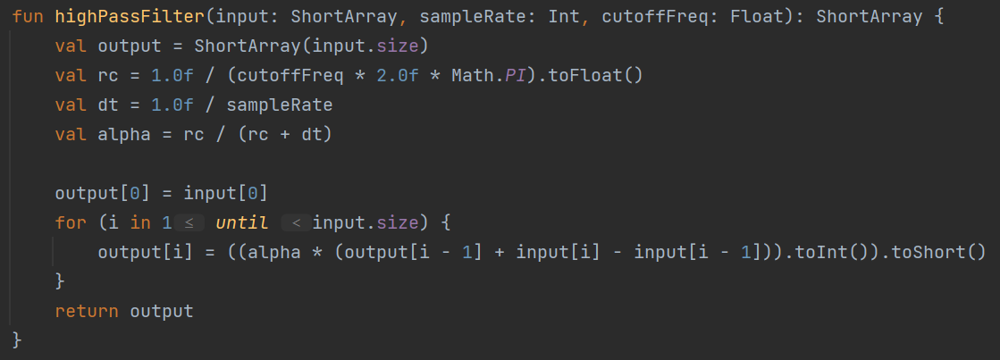 fun highPassFilter(input: ShortArray, sampleRate: Int, cutoffFreq: Float): ShortArray {
    val output = ShortArray(input.size)
    val rc = 1.0f / (cutoffFreq * 2.0f * Math.PI).toFloat()
    val dt = 1.0f / sampleRate
    val alpha = rc / (rc + dt)

    output[0] = input[0]
    for (i in 1 ≤ until < input.size) {
        output[i] = ((alpha * (output[i - 1] + input[i] - input[i - 1])).toInt()).toShort()
    }
    return output
}